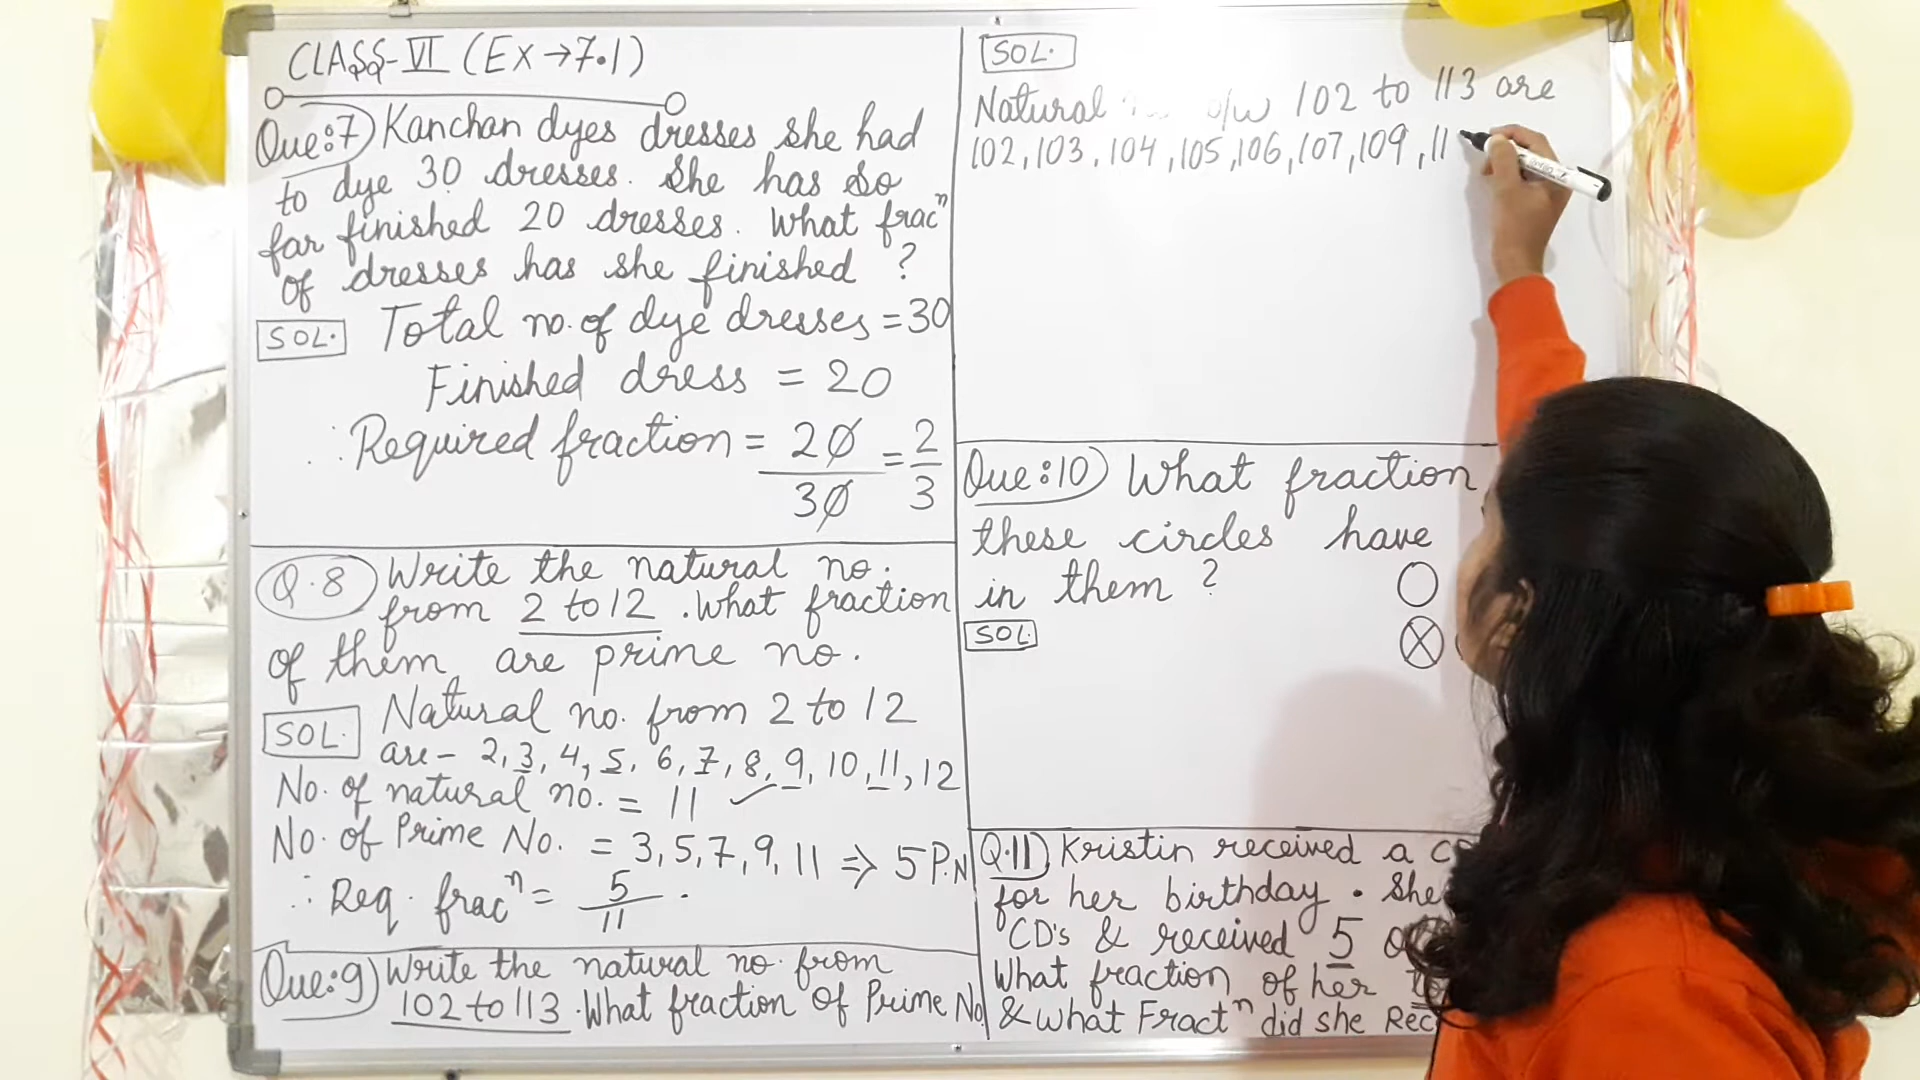 CLASS-VI (EX→7.1)
Que:7 Kanchan dyes dresses she had
to dye 30 dresses. She has so
far finished 20 dresses. What fracⁿ
of dresses has she finished ?
SOL. Total no. of dye dresses = 30
Finished dress = 20
∴ Required fraction = 20/30 = 2/3
Q.8 Write the natural no.
from 2 to 12. What fraction
of them are prime no.
SOL. Natural no. from 2 to 12
are - 2, 3, 4, 5, 6, 7, 8, 9, 10, 11, 12
No. of natural no. = 11 ✓
No. of Prime No. = 3, 5, 7, 9, 11 ⇒ 5 P.N
∴ Req. fracⁿ = 5/11.
Que:9 Write the natural no. from
102 to 113. What fraction of Prime No.
SOL.
Natural b/w 102 to 113 are
102, 103, 104, 105, 106, 107, 109, 11
Que:10 What fraction
these circles have
in them ?
SOL.
Q.11 Kristin received a
for her birthday. She
CD's & received 5
What fraction of her
& what Fractⁿ did she Rec